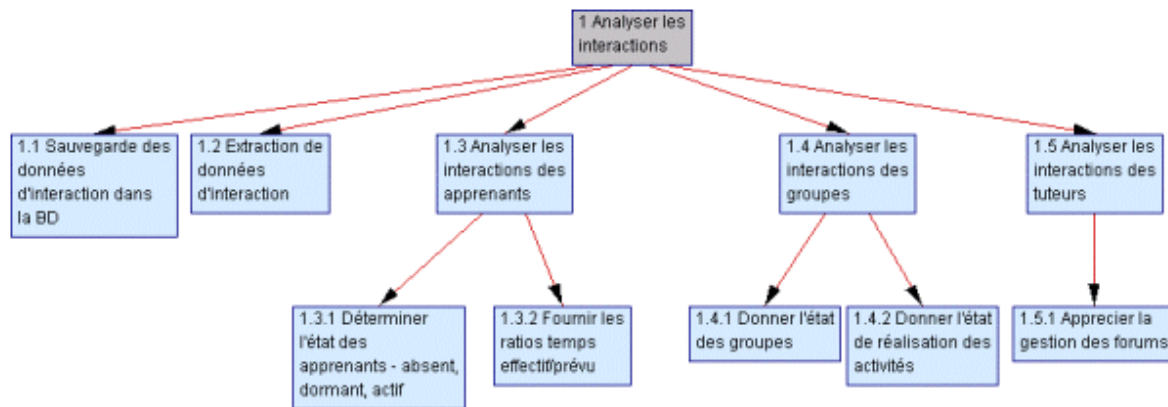 1 Analyser les
interactions
1.1 Sauvegarde des
données
d'interaction dans
la BD
1.2 Extraction de
données
d'interaction
1.3 Analyser les
interactions des
apprenants
1.4 Analyser les
interactions des
groupes
1.5 Analyser les
interactions des
tuteurs
1.3.1 Déterminer
l'état des
apprenants - absent,
dormant, actif
1.3.2 Fournir les
ratios temps
effectif/prévu
1.4.1 Donner l'état
des groupes
1.4.2 Donner l'état
de réalisation des
activités
1.5.1 Apprecier la
gestion des forums